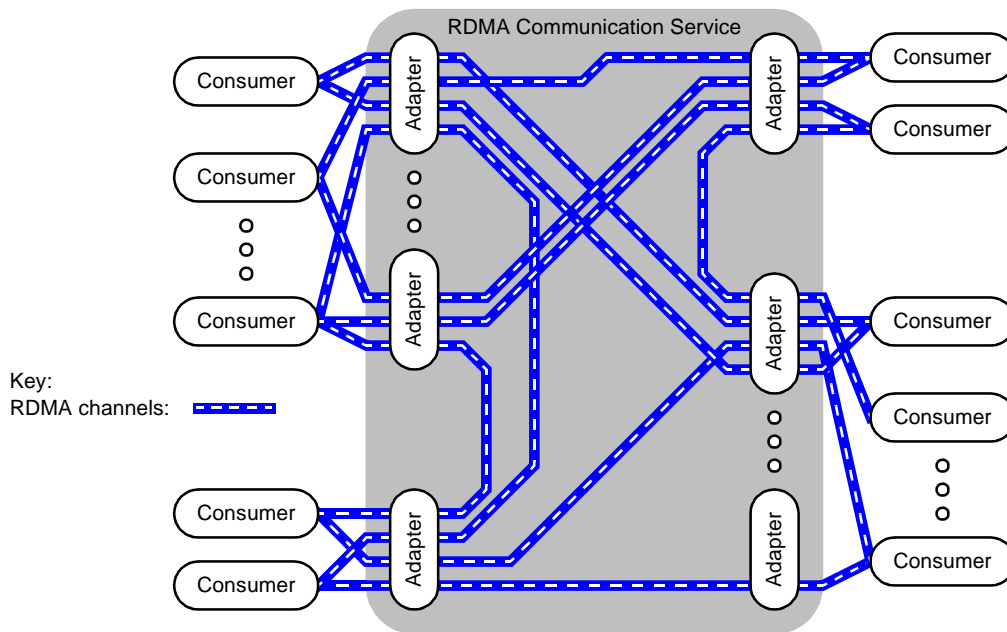 RDMA Communication Service
Consumer
Adapter
Adapter
Consumer
Consumer
Consumer
Adapter
Consumer
Adapter
Consumer
Key:
RDMA channels:
Consumer
Consumer
Adapter
Adapter
Consumer
Consumer